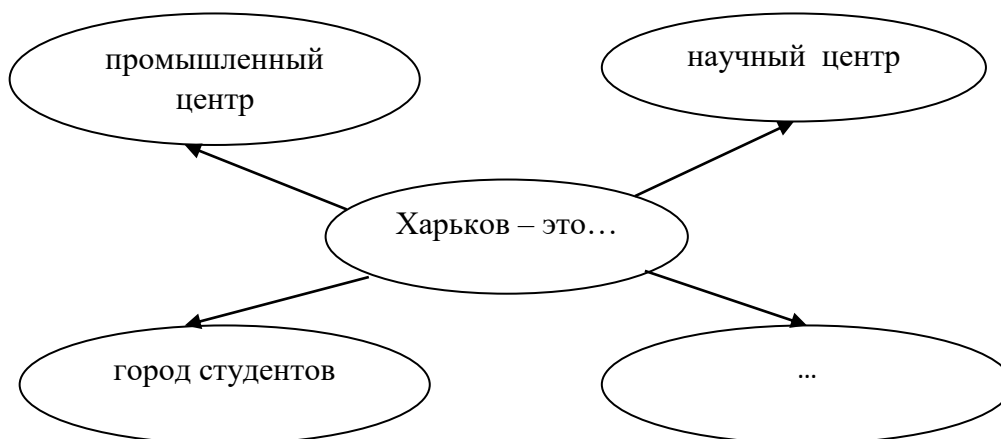 промышленный
центр
научный центр
Харьков – это…
город студентов
...